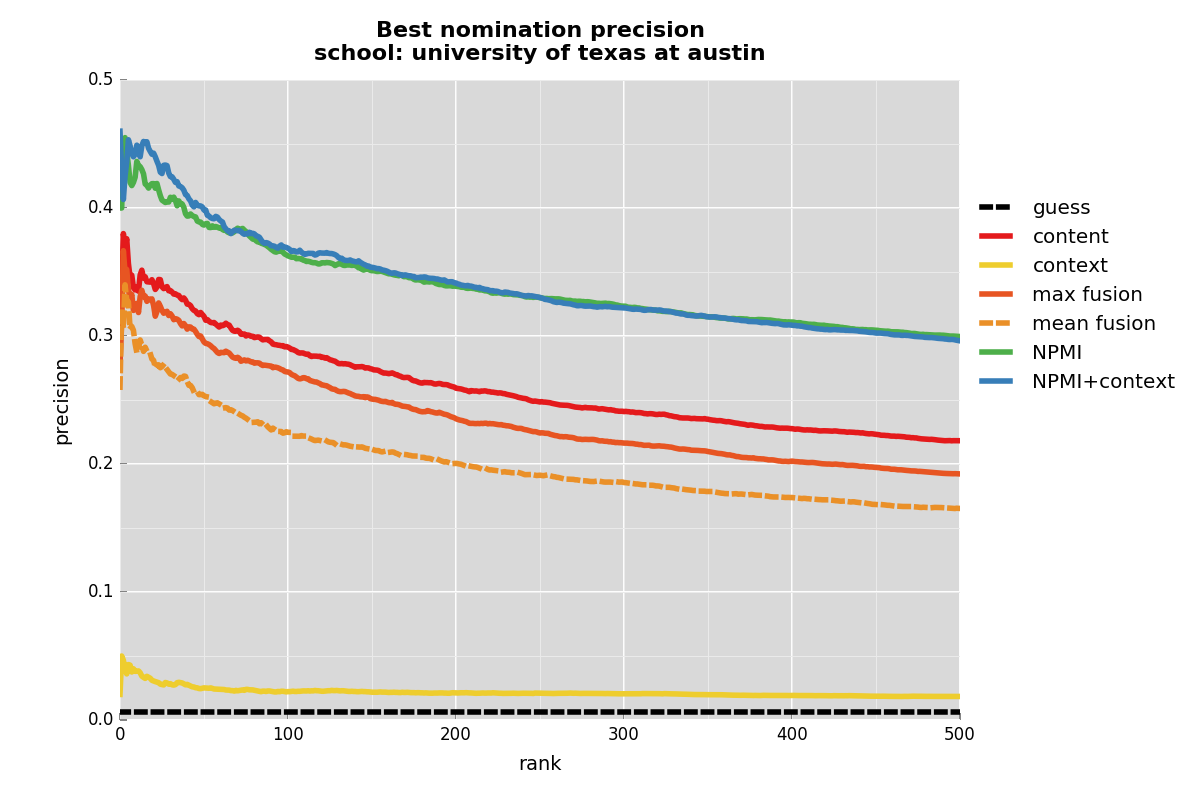 Best nomination precision
school: university of texas at austin
0.5
0.4
0.3
0.2
0.1
0.0
precision
0 100 200 300 400 500
rank
guess
content
context
max fusion
mean fusion
NPMI
NPMI+context